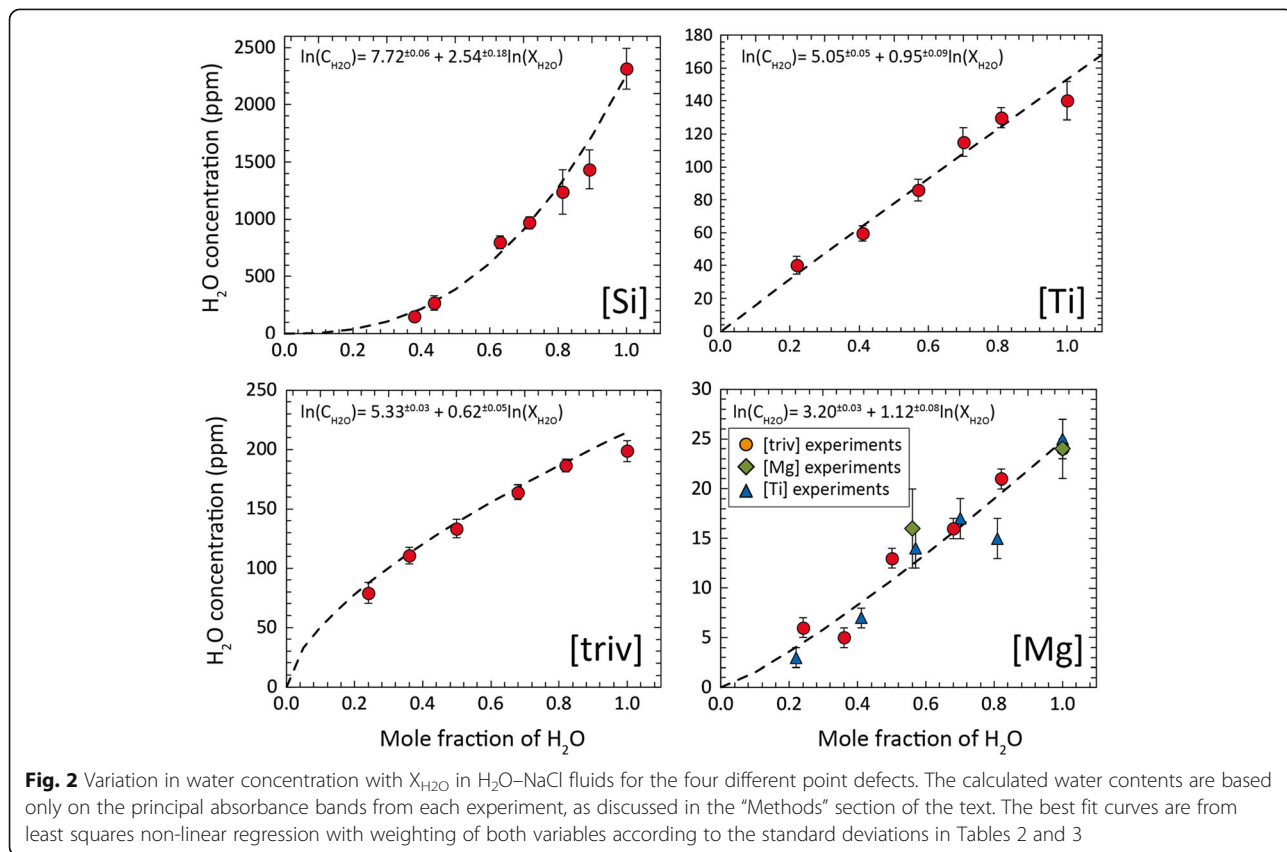 ln(C_H2O)= 7.72±0.06 + 2.54±0.18ln(X_H2O)
H2O concentration (ppm)
2500
2000
1500
1000
500
0
[Si]
0.0 0.2 0.4 0.6 0.8 1.0
ln(C_H2O)= 5.05±0.05 + 0.95±0.09ln(X_H2O)
180
160
140
120
100
80
60
40
20
0
[Ti]
0.0 0.2 0.4 0.6 0.8 1.0
ln(C_H2O)= 5.33±0.03 + 0.62±0.05ln(X_H2O)
H2O concentration (ppm)
250
200
150
100
50
0
[triv]
0.0 0.2 0.4 0.6 0.8 1.0
Mole fraction of H2O
ln(C_H2O)= 3.20±0.03 + 1.12±0.08ln(X_H2O)
[triv] experiments
[Mg] experiments
[Ti] experiments
30
25
20
15
10
5
0
[Mg]
0.0 0.2 0.4 0.6 0.8 1.0
Mole fraction of H2O
Fig. 2 Variation in water concentration with X_H2O in H2O–NaCl fluids for the four different point defects. The calculated water contents are based
only on the principal absorbance bands from each experiment, as discussed in the “Methods” section of the text. The best fit curves are from
least squares non-linear regression with weighting of both variables according to the standard deviations in Tables 2 and 3